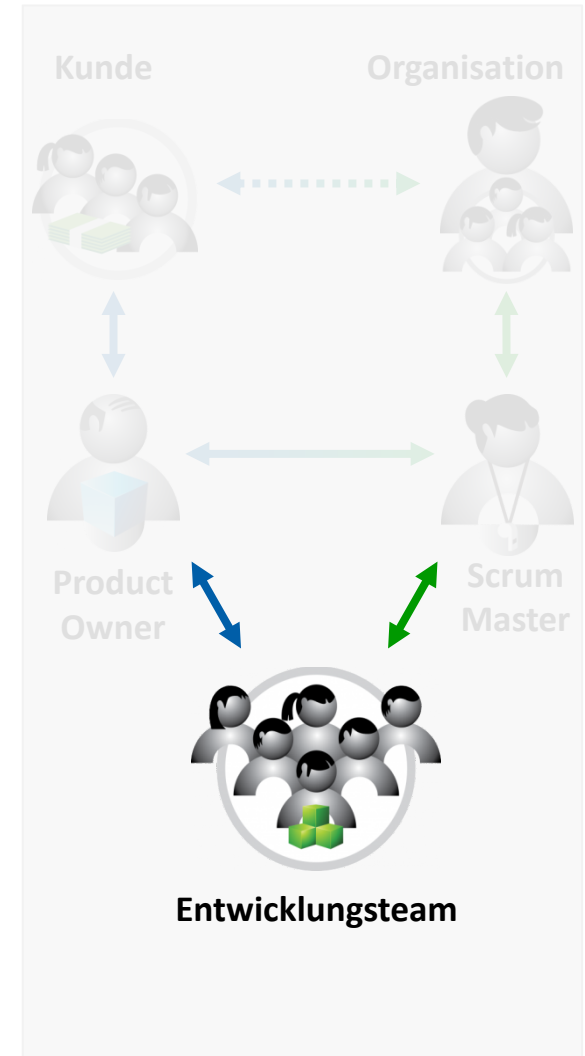 Kunde
Organisation
Product
Owner
Scrum
Master
Entwicklungsteam